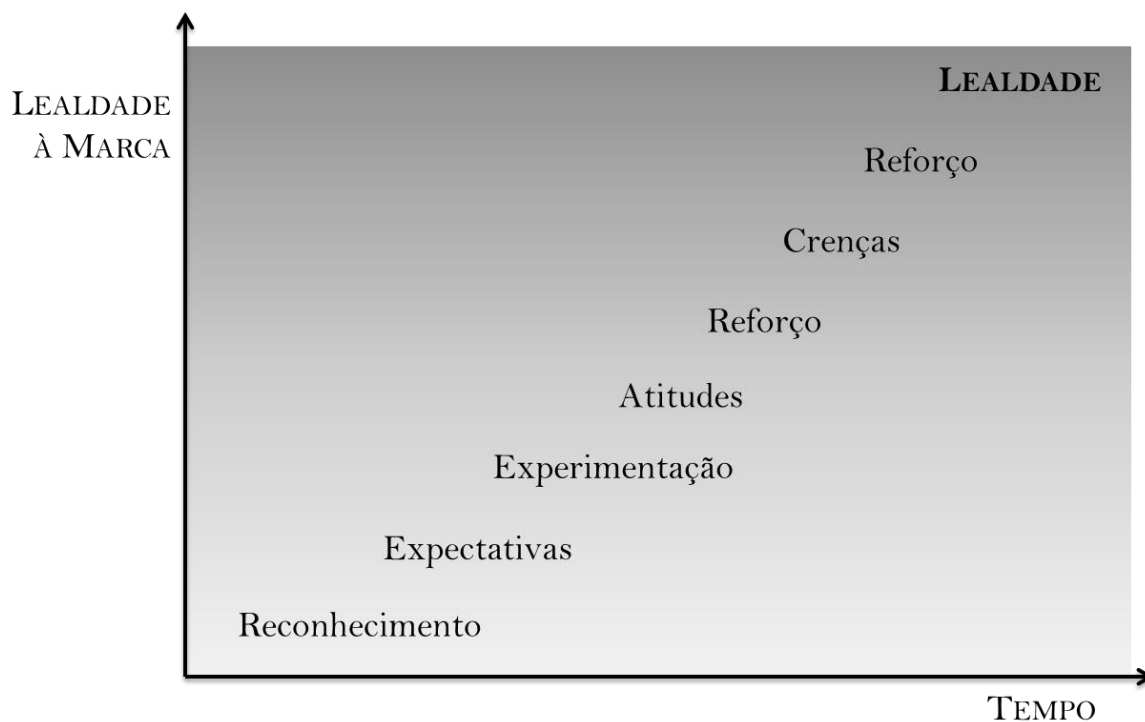 LEALDADE
À MARCA
LEALDADE
Reforço
Crenças
Reforço
Atitudes
Experimentação
Expectativas
Reconhecimento
TEMPO